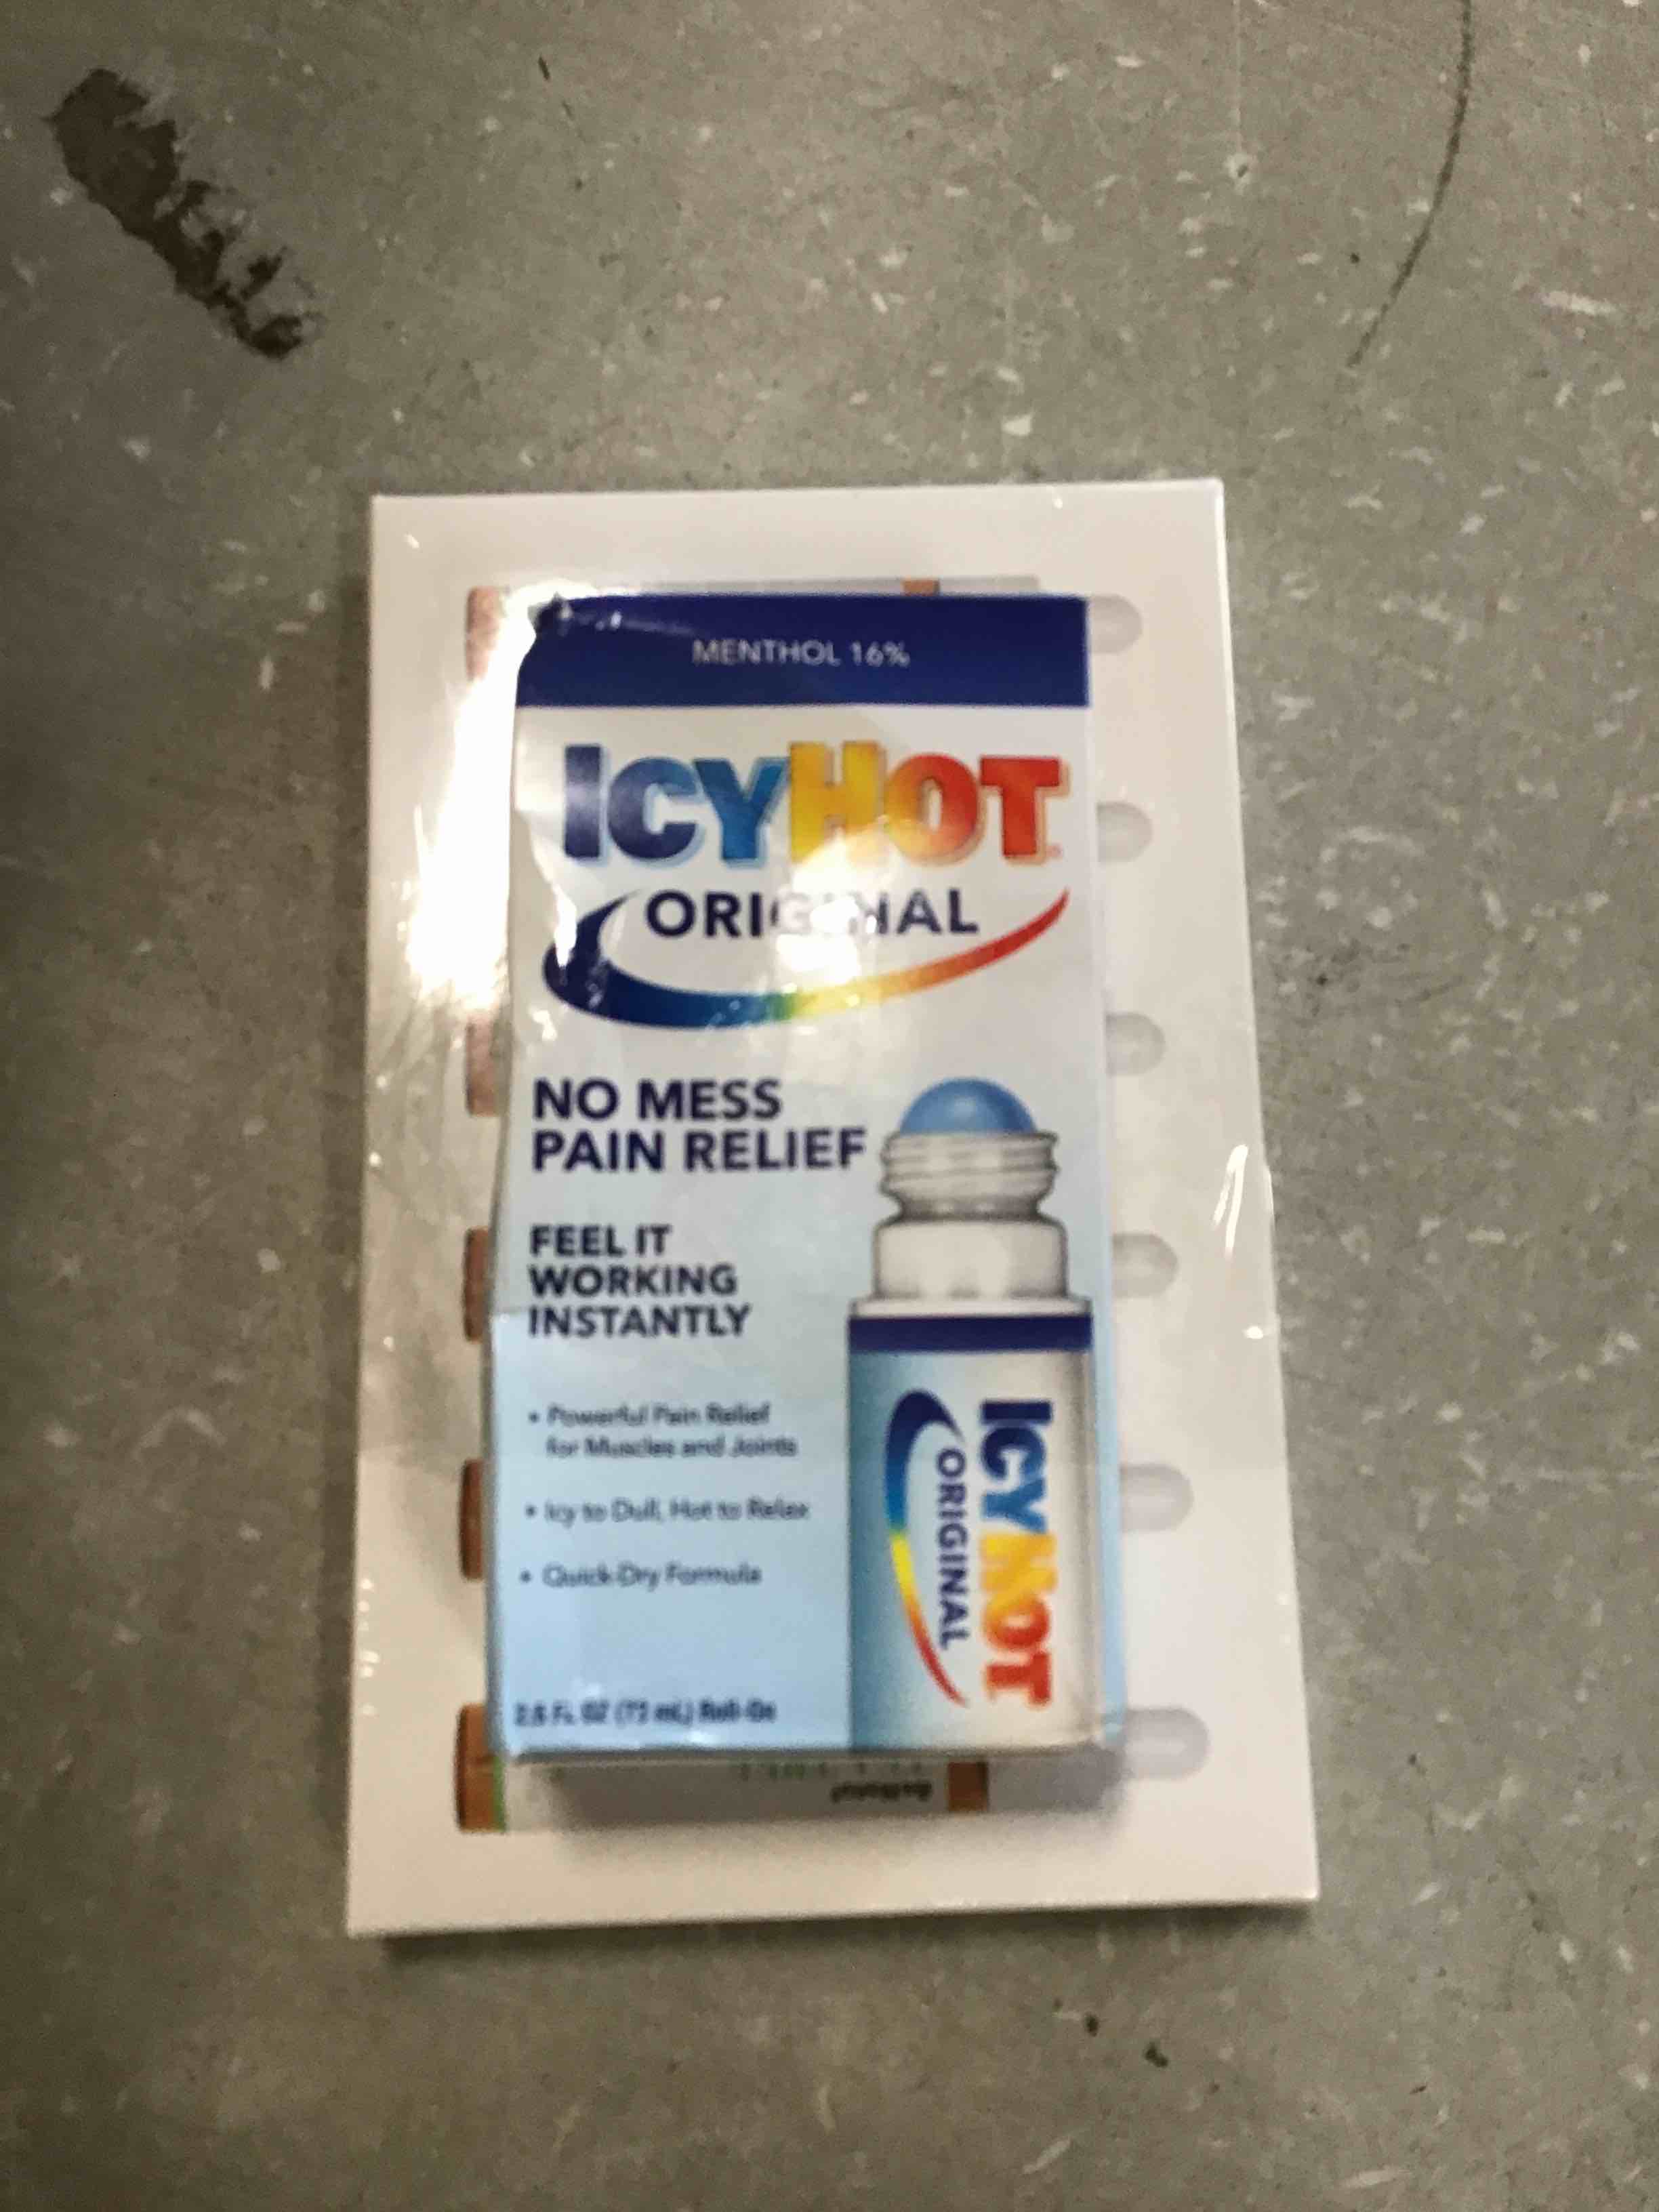 MENTHOL 16%
ICYHOT
ORIGINAL
NO MESS
PAIN RELIEF
FEEL IT
WORKING
INSTANTLY
• Powerful Pain Relief
for Muscles and Joints
• Icy to Dull, Hot to Relax
• Quick-Dry Formula
2.5 FL OZ (73 mL) Roll-On
ICYHOT
ORIGINAL